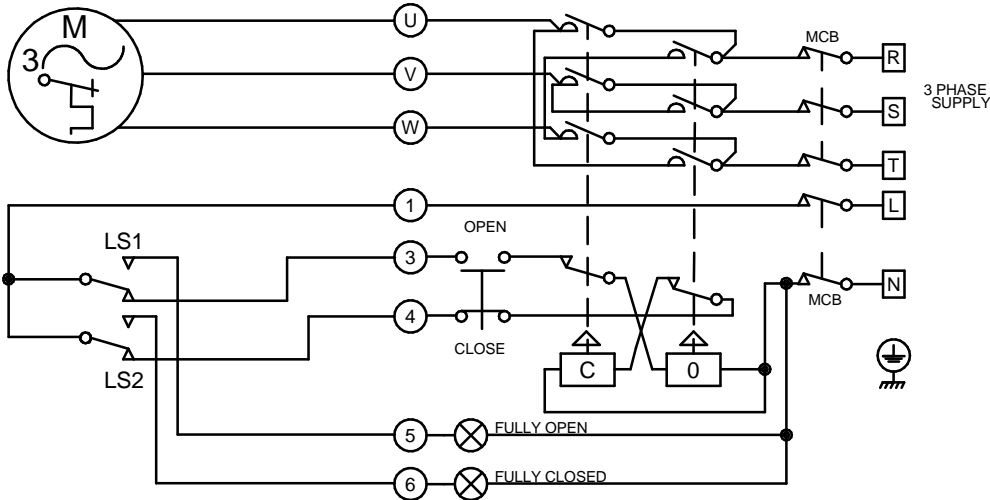 M
3
U
V
W
MCB
R
S
T
L
N
3 PHASE
SUPPLY
1
OPEN
LS1
3
4
CLOSE
MCB
LS2
C
0
5
FULLY OPEN
6
FULLY CLOSED